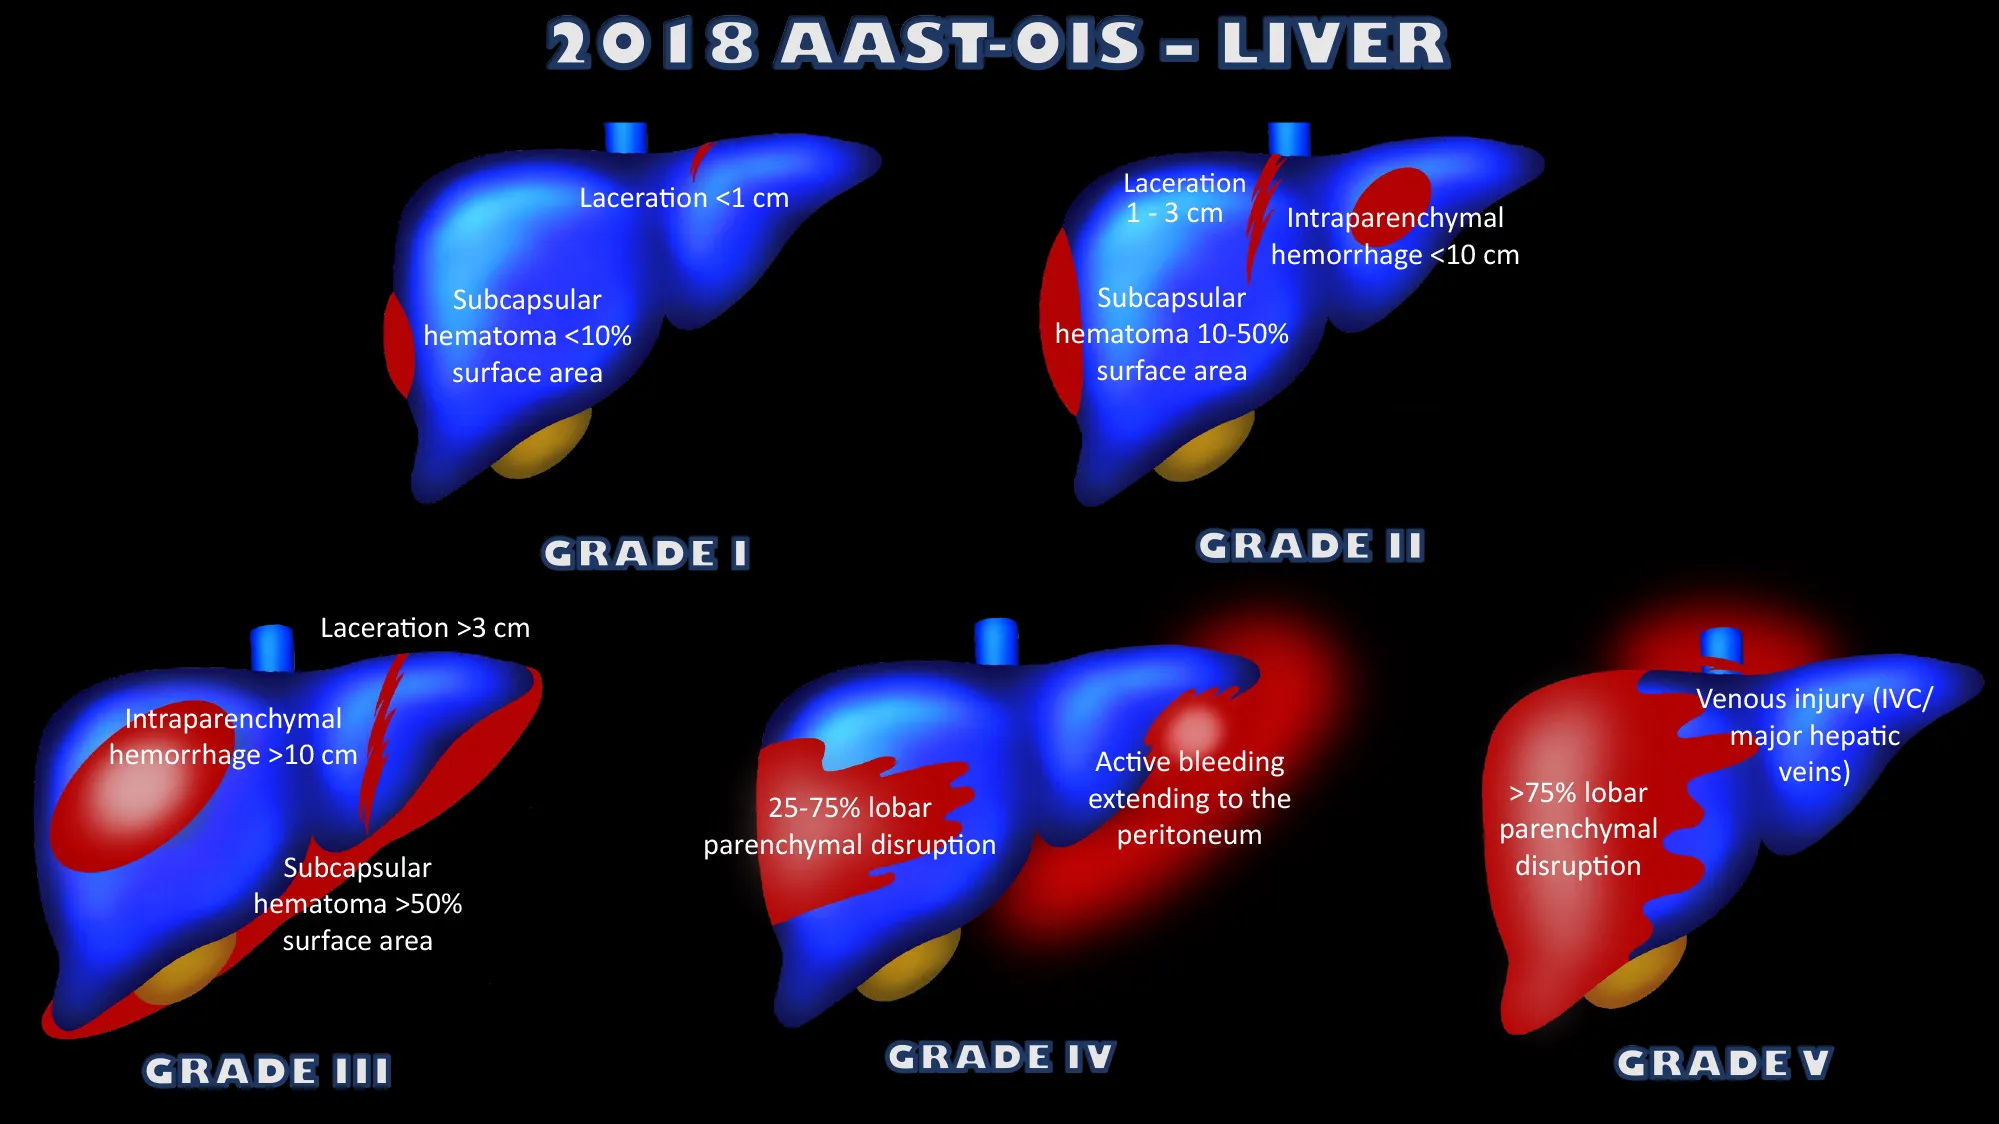 2018 AAST-OIS – LIVER
Laceration <1 cm
Subcapsular
hematoma <10%
surface area
GRADE I
Laceration
1 - 3 cm
Intraparenchymal
hemorrhage <10 cm
Subcapsular
hematoma 10-50%
surface area
GRADE II
Laceration >3 cm
Intraparenchymal
hemorrhage >10 cm
Subcapsular
hematoma >50%
surface area
GRADE III
25-75% lobar
parenchymal disruption
Active bleeding
extending to the
peritoneum
GRADE IV
Venous injury (IVC/
major hepatic
veins)
>75% lobar
parenchymal
disruption
GRADE V